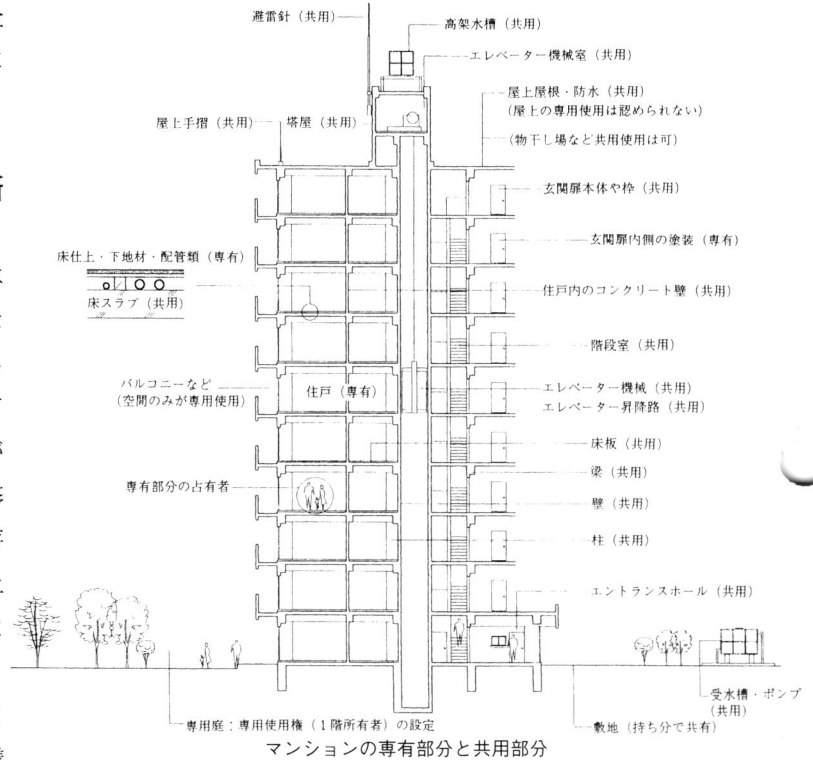 避雷針（共用）
高架水槽（共用）
エレベーター機械室（共用）
屋上屋根・防水（共用）
（屋上の専用使用は認められない）
屋上手摺（共用）
塔屋（共用）
（物干し場など共用使用は可）
玄関扉本体や枠（共用）
玄関扉内側の塗装（専有）
床仕上・下地材・配管類（専有）
床スラブ（共用）
住戸内のコンクリート壁（共用）
階段室（共用）
バルコニーなど
（空間のみが専用使用）
住戸（専有）
エレベーター機械（共用）
エレベーター昇降路（共用）
床板（共用）
梁（共用）
専有部分の占有者
壁（共用）
柱（共用）
エントランスホール（共用）
受水槽・ポンプ
（共用）
専用庭：専用使用権（1階所有者）の設定
敷地（持ち分で共有）
マンションの専有部分と共用部分